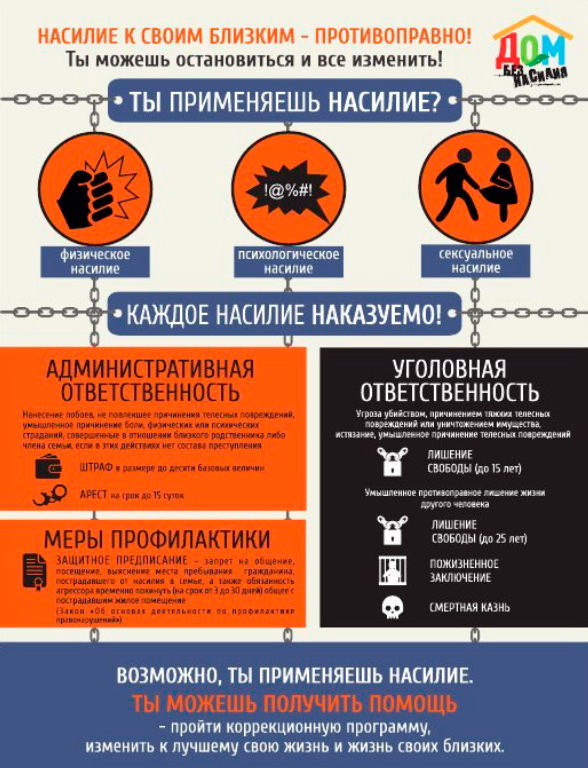 НАСИЛИЕ К СВОИМ БЛИЗКИМ - ПРОТИВОПРАВНО!
Ты можешь остановиться и все изменить!
ДОМ
БЕЗ
НАСИЛИЯ
ТЫ ПРИМЕНЯЕШЬ НАСИЛИЕ?
!@%#!
физическое
насилие
психологическое
насилие
сексуальное
насилие
КАЖДОЕ НАСИЛИЕ НАКАЗУЕМО!
АДМИНИСТРАТИВНАЯ
ОТВЕТСТВЕННОСТЬ
Нанесение побоев, не повлекшее причинения телесных повреждений,
умышленное причинение боли, физических или психических
страданий, совершенные в отношении близкого родственника либо
члена семьи, если в этих действиях нет состава преступления
ШТРАФ в размере до десяти базовых величин
АРЕСТ на срок до 15 суток
МЕРЫ ПРОФИЛАКТИКИ
ЗАЩИТНОЕ ПРЕДПИСАНИЕ – запрет на общение,
посещение, выяснение места пребывания гражданина,
пострадавшего от насилия в семье, а также обязанность
агрессора временно покинуть (на срок от 3 до 30 дней) общее с
пострадавшим жилое помещение
(Закон «Об основах деятельности по профилактике
правонарушений»)
УГОЛОВНАЯ
ОТВЕТСТВЕННОСТЬ
Угроза убийством, причинением тяжких телесных
повреждений или уничтожением имущества,
истязание, умышленное причинение телесных повреждений
ЛИШЕНИЕ
СВОБОДЫ (до 15 лет)
Умышленное противоправное лишение жизни
другого человека
ЛИШЕНИЕ
СВОБОДЫ (до 25 лет)
ПОЖИЗНЕННОЕ
ЗАКЛЮЧЕНИЕ
СМЕРТНАЯ КАЗНЬ
ВОЗМОЖНО, ТЫ ПРИМЕНЯЕШЬ НАСИЛИЕ.
ТЫ МОЖЕШЬ ПОЛУЧИТЬ ПОМОЩЬ
- пройти коррекционную программу,
изменить к лучшему свою жизнь и жизнь своих близких.